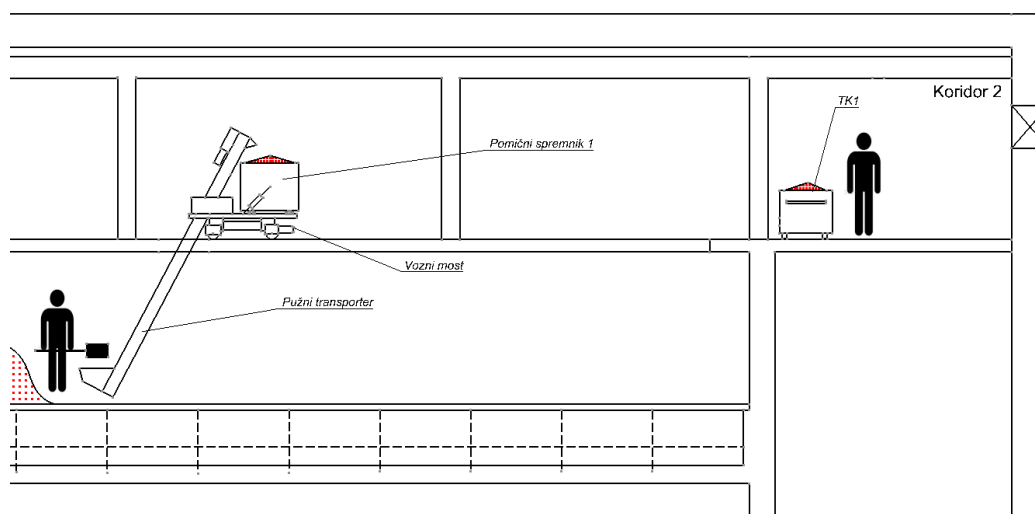 Koridor 2
TK1
Pomični spremnik 1
Vozni most
Pužni transporter